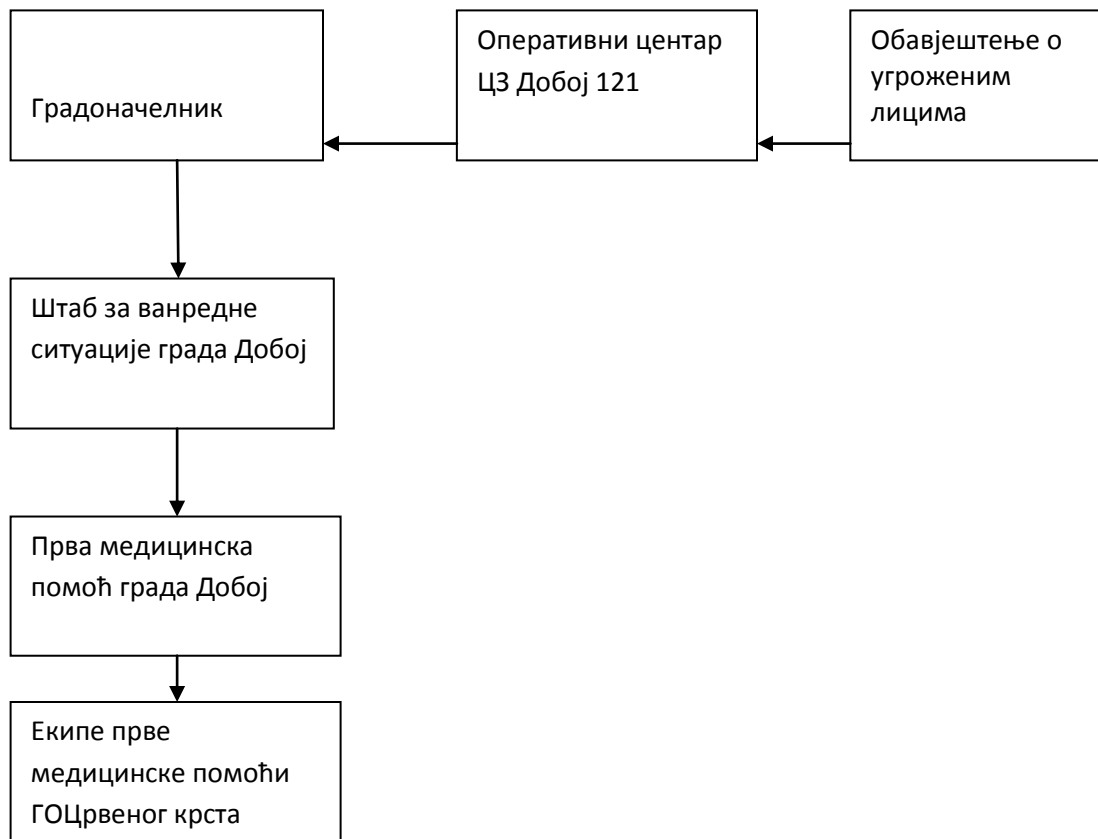 Градоначелник
Оперативни центар
ЦЗ Добој 121
Обавјештење о
угроженим
лицима
Штаб за ванредне
ситуације града Добој
Прва медицинска
помоћ града Добој
Екипе прве
медицинске помоћи
ГОЦрвеног крста